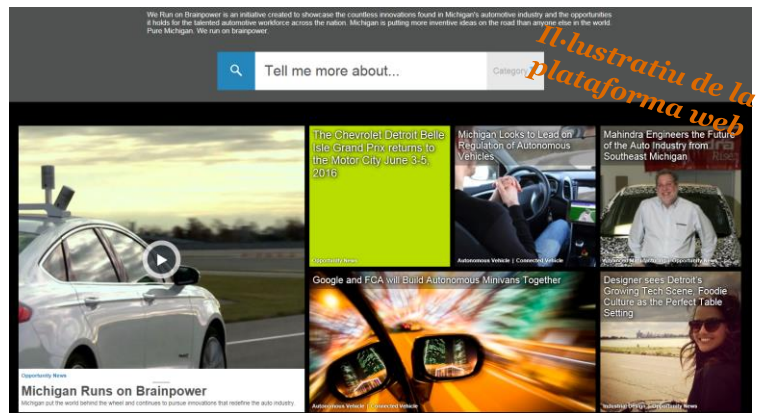 We Run on Brainpower is an initiative created to showcase the countless innovations found in Michigan's automotive industry and the opportunities
it holds for the talented automotive workforce across the nation. Michigan is putting more inventive ideas on the road than anyone else in the world.
Pure Michigan. We run on brainpower.
Il·lustratiu de la
plataforma web
Tell me more about...
Category
The Chevrolet Detroit Belle
Isle Grand Prix returns to
the Motor City June 3-5,
2016
Opportunity News
Michigan Looks to Lead on
Regulation of Autonomous
Vehicles
Autonomous Vehicle | Connected Vehicle
Mahindra Engineers the Future
of the Auto Industry from
Southeast Michigan
Opportunity News
Google and FCA will Build Autonomous Minivans Together
Autonomous Vehicle | Connected Vehicle
Designer sees Detroit's
Growing Tech Scene, Foodie
Culture as the Perfect Table
Setting
Industrial Design | Opportunity News
Opportunity News
Michigan Runs on Brainpower
Michigan put the world behind the wheel and continues to pursue innovations that redefine the auto industry.